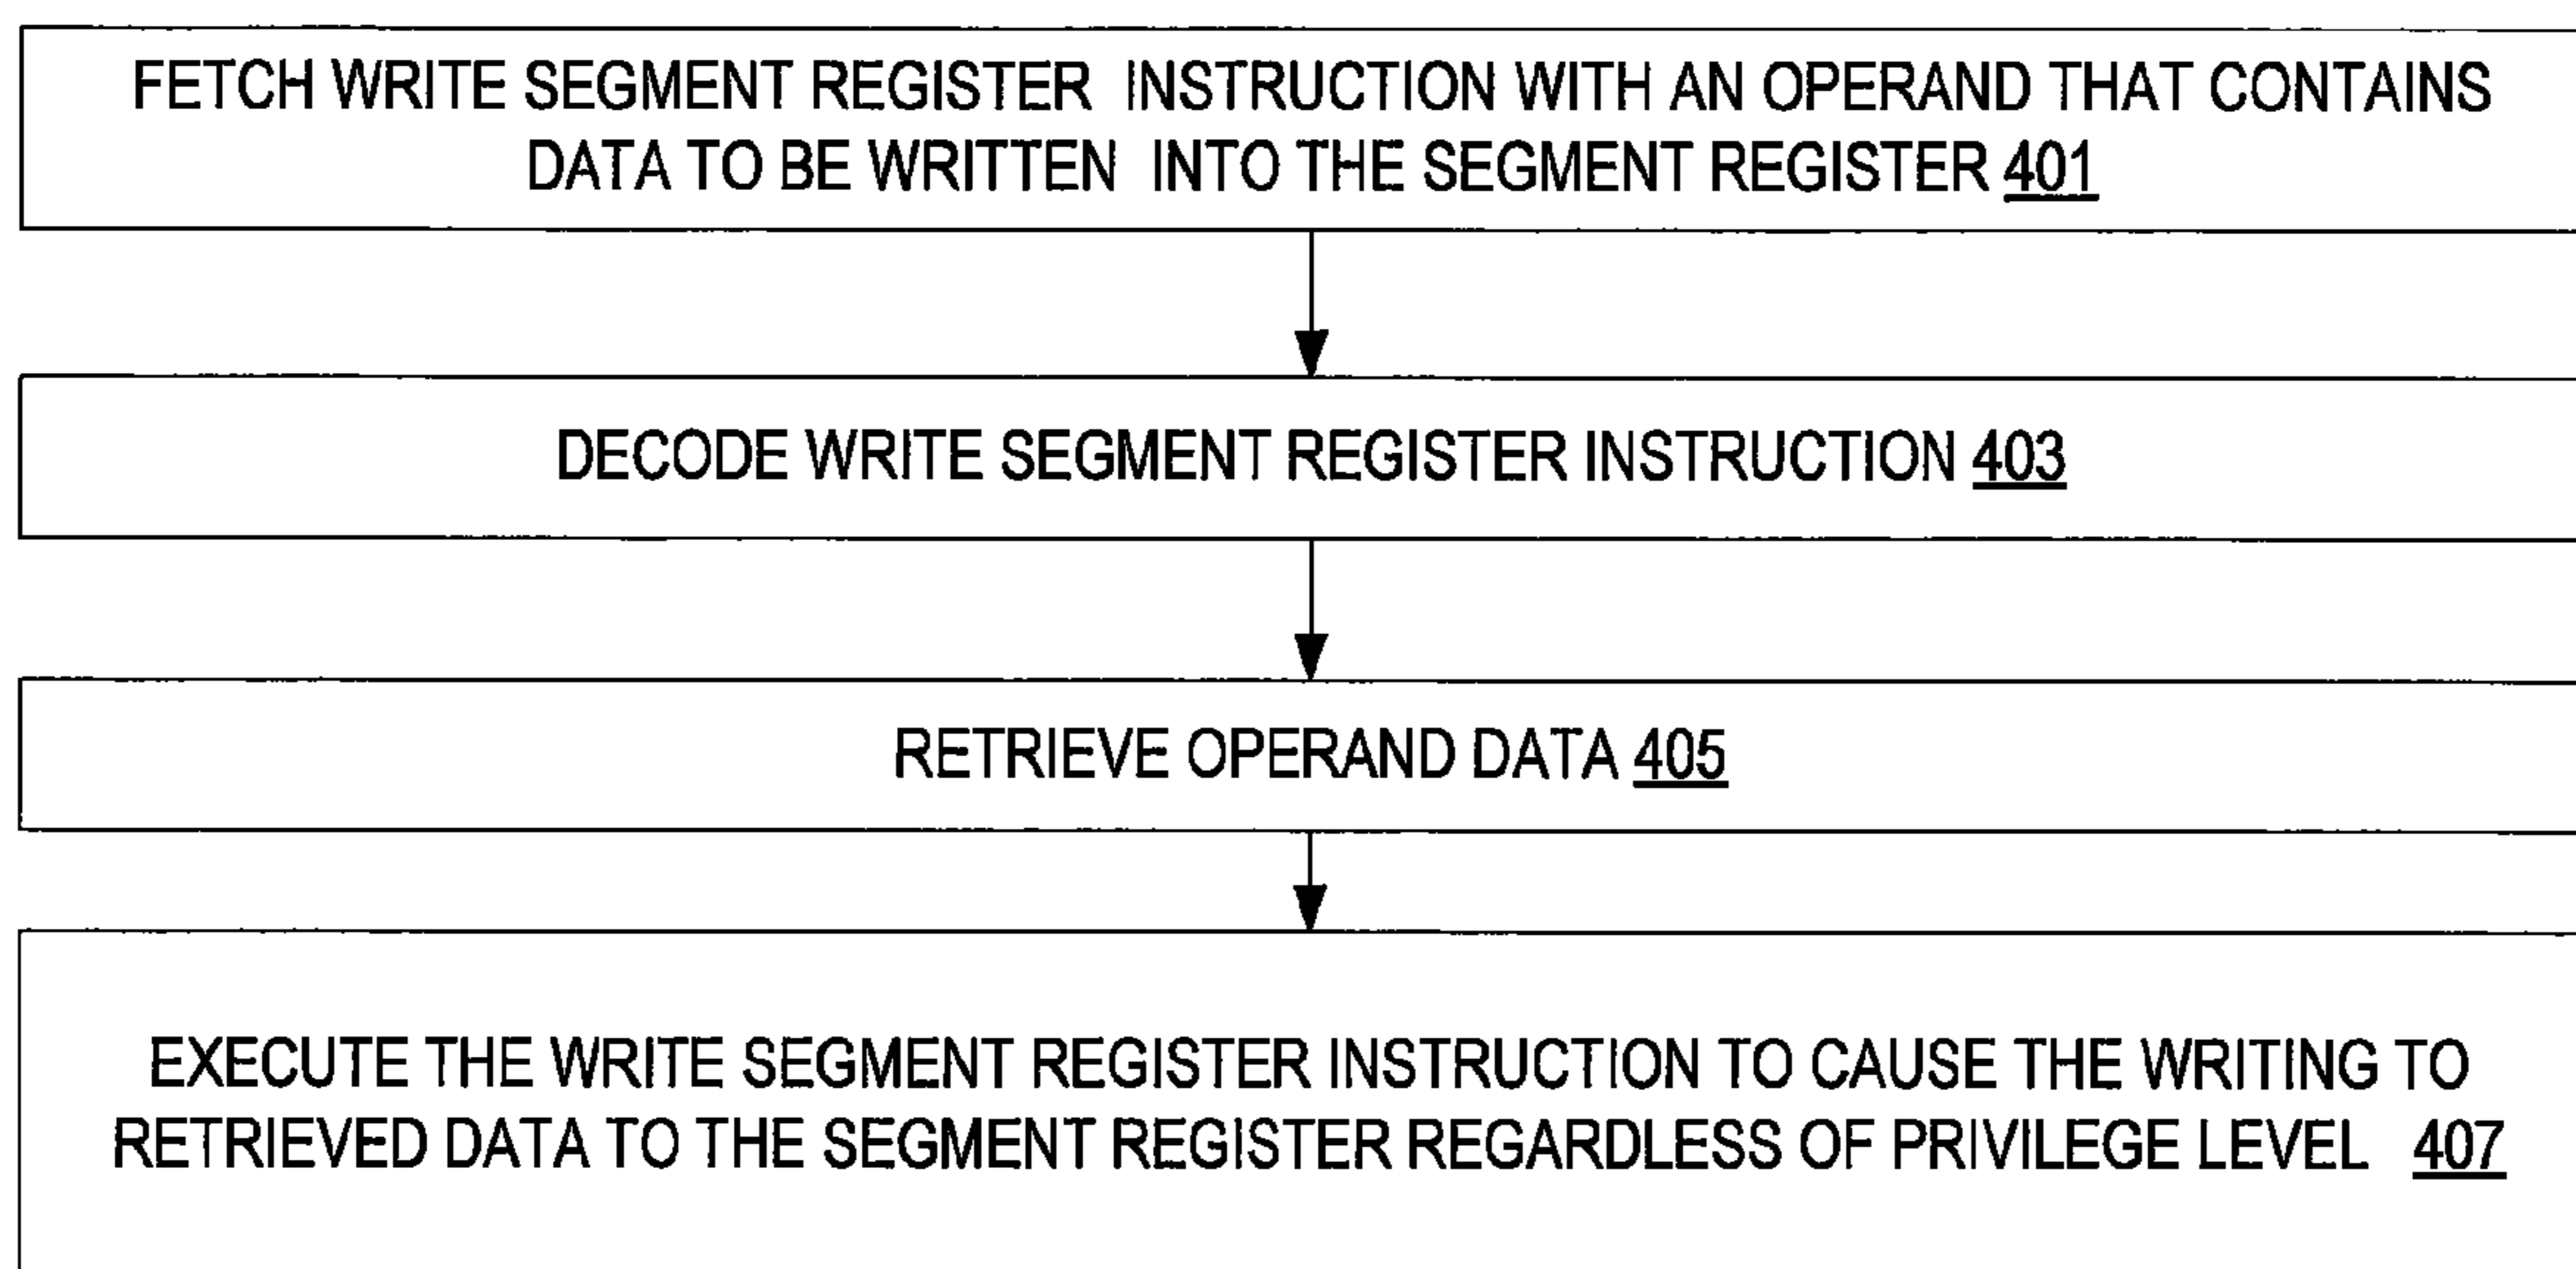 FETCH WRITE SEGMENT REGISTER INSTRUCTION WITH AN OPERAND THAT CONTAINS
DATA TO BE WRITTEN INTO THE SEGMENT REGISTER 401
DECODE WRITE SEGMENT REGISTER INSTRUCTION 403
RETRIEVE OPERAND DATA 405
EXECUTE THE WRITE SEGMENT REGISTER INSTRUCTION TO CAUSE THE WRITING TO
RETRIEVED DATA TO THE SEGMENT REGISTER REGARDLESS OF PRIVILEGE LEVEL 407